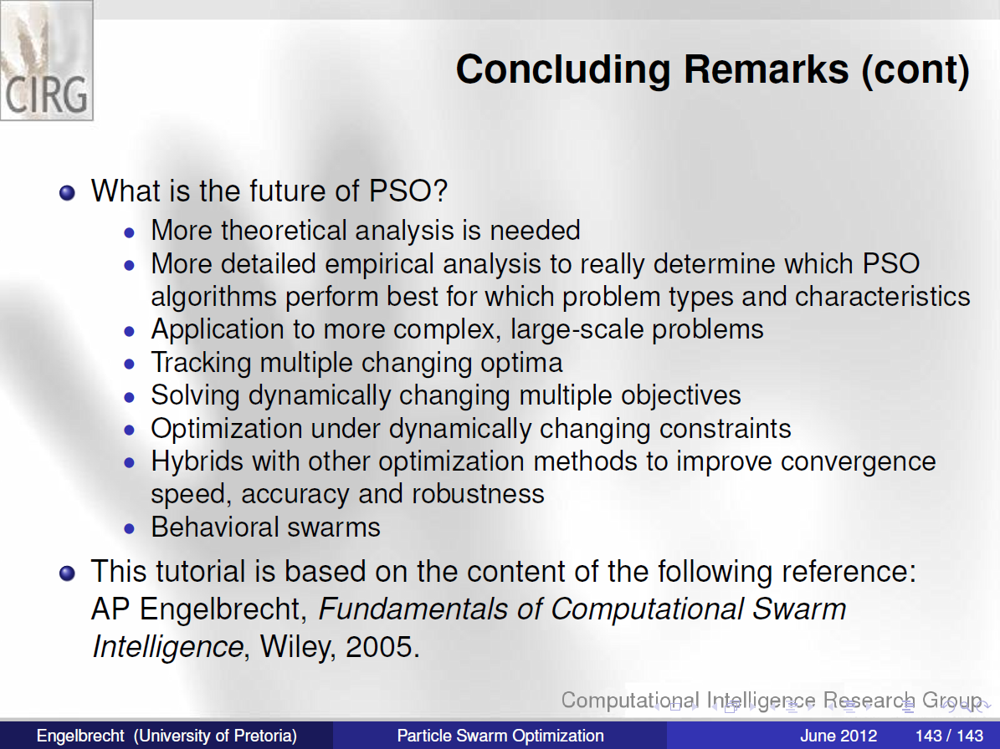 CIRG
Concluding Remarks (cont)
What is the future of PSO?
More theoretical analysis is needed
More detailed empirical analysis to really determine which PSO
algorithms perform best for which problem types and characteristics
Application to more complex, large-scale problems
Tracking multiple changing optima
Solving dynamically changing multiple objectives
Optimization under dynamically changing constraints
Hybrids with other optimization methods to improve convergence
speed, accuracy and robustness
Behavioral swarms
This tutorial is based on the content of the following reference:
AP Engelbrecht, Fundamentals of Computational Swarm
Intelligence, Wiley, 2005.
Computational Intelligence Research Group
Engelbrecht (University of Pretoria) Particle Swarm Optimization June 2012 143 / 143